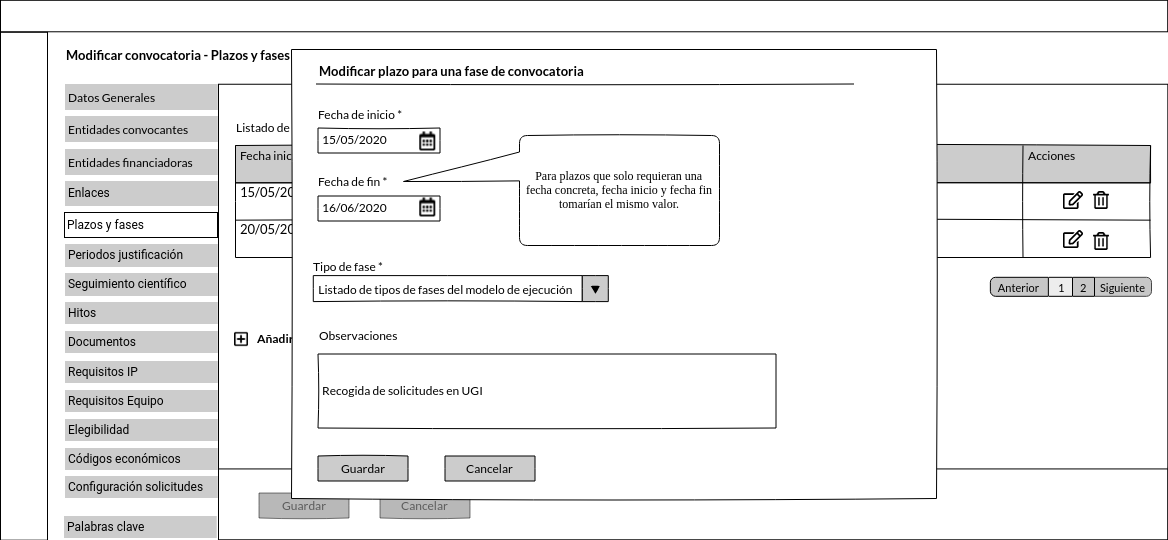 Modificar convocatoria - Plazos y fases
Modificar plazo para una fase de convocatoria
Datos Generales
Entidades convocantes
Entidades financiadoras
Enlaces
Plazos y fases
Periodos justificación
Seguimiento científico
Hitos
Documentos
Requisitos IP
Requisitos Equipo
Elegibilidad
Códigos económicos
Configuración solicitudes
Palabras clave
Listado de
Fecha inic
Acciones
15/05/20
20/05/20
Anterior 1 2 Siguiente
Añadir
Fecha de inicio *
15/05/2020
Fecha de fin *
16/06/2020
Para plazos que solo requieran una
fecha concreta, fecha inicio y fecha fin
tomarían el mismo valor.
Tipo de fase *
Listado de tipos de fases del modelo de ejecución
Observaciones
Recogida de solicitudes en UGI
Guardar Cancelar
Guardar Cancelar